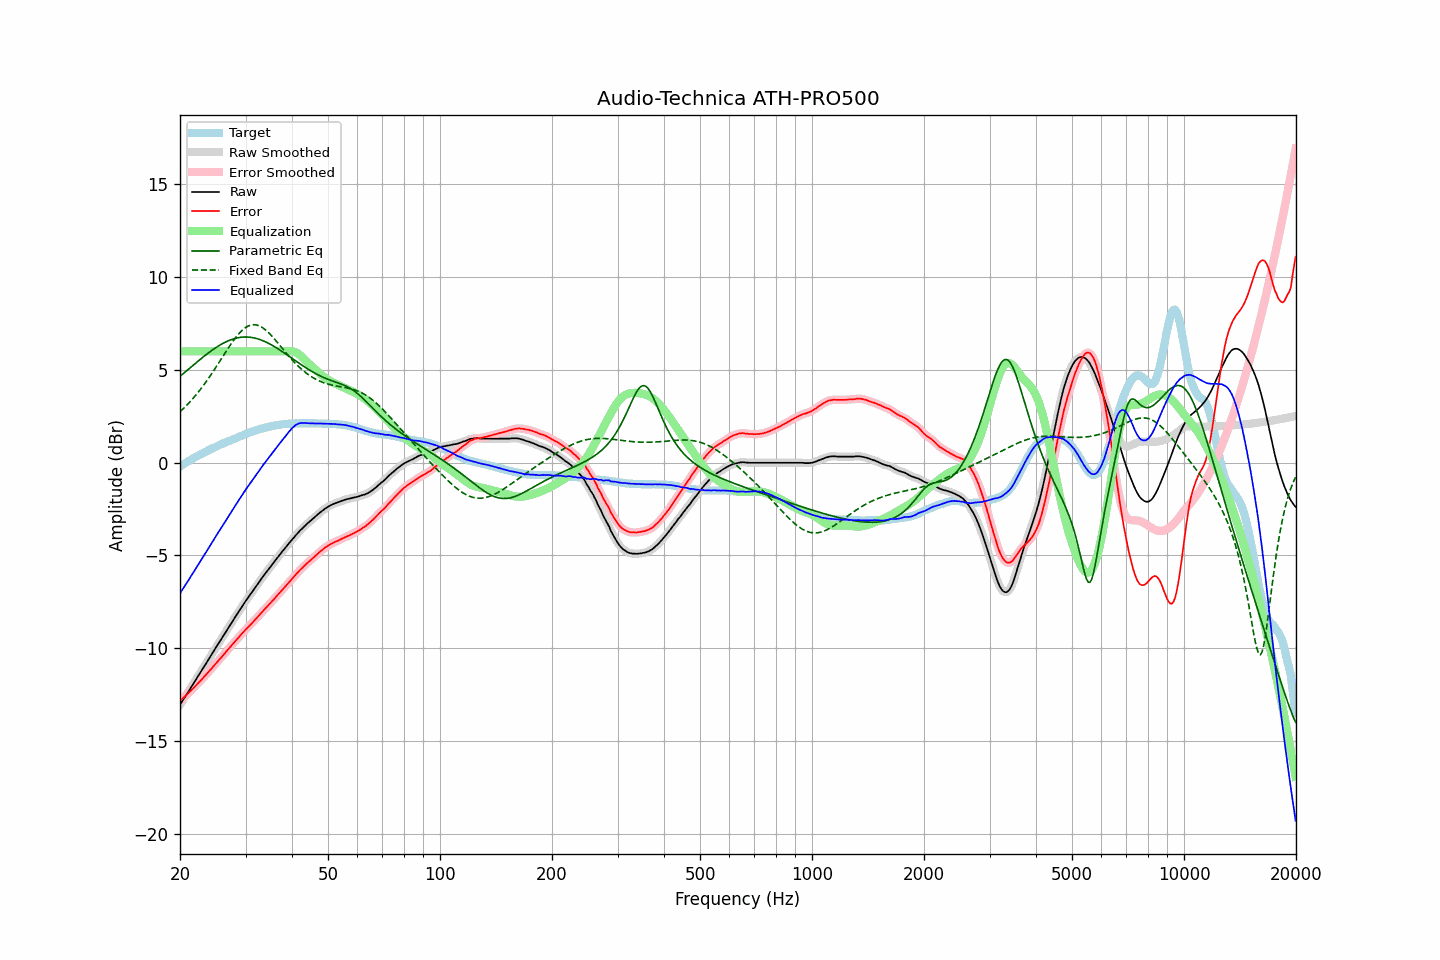 Audio-Technica ATH-PRO500
Target
Raw Smoothed
Error Smoothed
Raw
Error
Equalization
Parametric Eq
Fixed Band Eq
Equalized
15
10
5
0
−5
−10
−15
−20
Amplitude (dBr)
20
50
100
200
500
1000
2000
5000
10000
20000
Frequency (Hz)